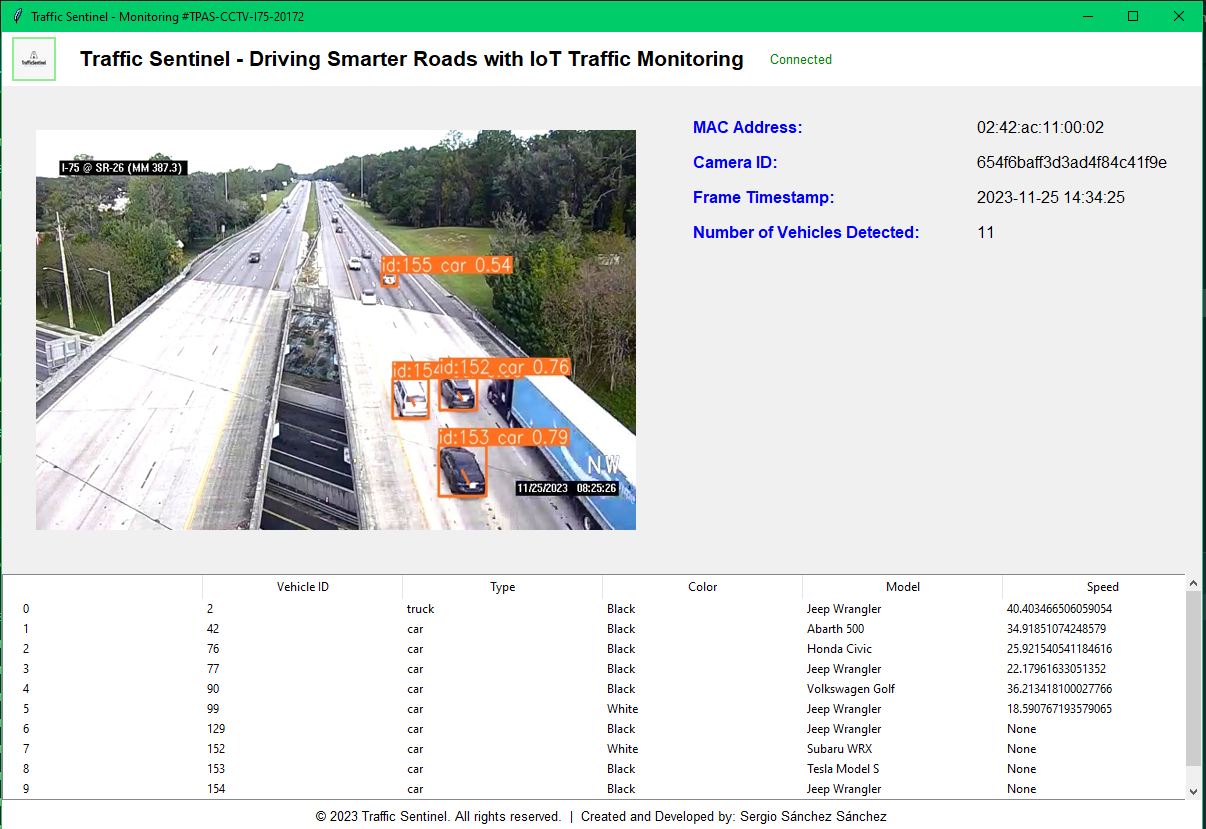 Traffic Sentinel - Monitoring #TPAS-CCTV-I75-20172
TrafficSentinel
Traffic Sentinel - Driving Smarter Roads with IoT Traffic Monitoring
Connected
I-75 @ SR-26 (MM 387.3)
id:155 car 0.54
id:154
id:152 car 0.76
id:153 car 0.79
NW
11/25/2023 08:25:26
MAC Address: 02:42:ac:11:00:02
Camera ID: 654f6baff3d3ad4f84c41f9e
Frame Timestamp: 2023-11-25 14:34:25
Number of Vehicles Detected: 11
Vehicle ID Type Color Model Speed
0 2 truck Black Jeep Wrangler 40.403466506059054
1 42 car Black Abarth 500 34.91851074248579
2 76 car Black Honda Civic 25.921540541184616
3 77 car Black Jeep Wrangler 22.17961633051352
4 90 car Black Volkswagen Golf 36.213418100027766
5 99 car White Jeep Wrangler 18.590767193579065
6 129 car Black Jeep Wrangler None
7 152 car White Subaru WRX None
8 153 car Black Tesla Model S None
9 154 car Black Jeep Wrangler None
© 2023 Traffic Sentinel. All rights reserved. | Created and Developed by: Sergio Sánchez Sánchez